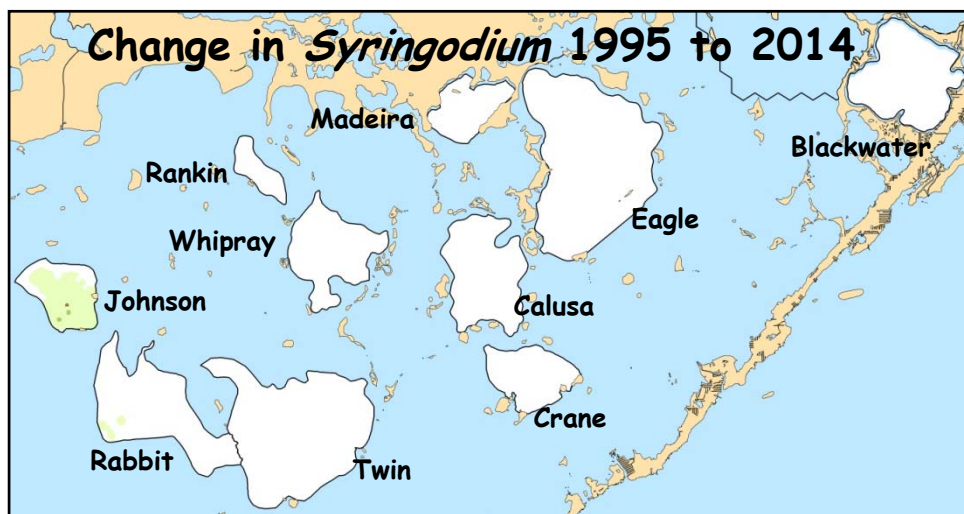 Change in Syringodium 1995 to 2014
Madeira
Blackwater
Rankin
Eagle
Whipray
Johnson
Calusa
Crane
Rabbit
Twin